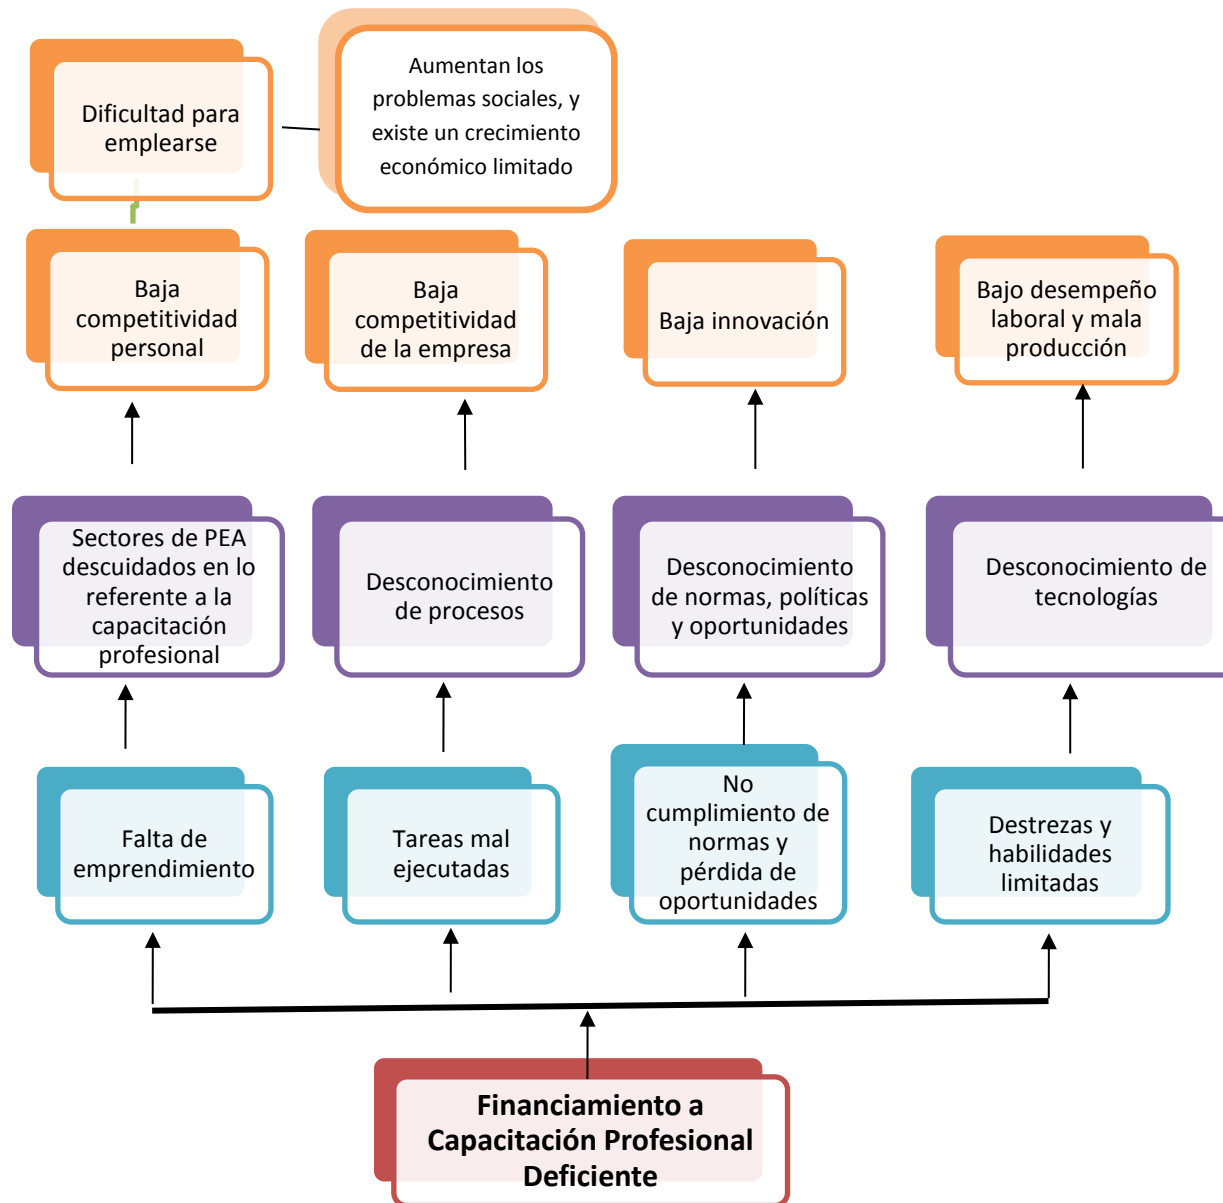 Dificultad para
emplearse
Aumentan los
problemas sociales, y
existe un crecimiento
económico limitado
Baja
competitividad
personal
Baja
competitividad
de la empresa
Baja innovación
Bajo desempeño
laboral y mala
producción
Sectores de PEA
descuidados en lo
referente a la
capacitación
profesional
Desconocimiento
de procesos
Desconocimiento
de normas, políticas
y oportunidades
Desconocimiento de
tecnologías
Falta de
emprendimiento
Tareas mal
ejecutadas
No
cumplimiento de
normas y
pérdida de
oportunidades
Destrezas y
habilidades
limitadas
Financiamiento a
Capacitación Profesional
Deficiente